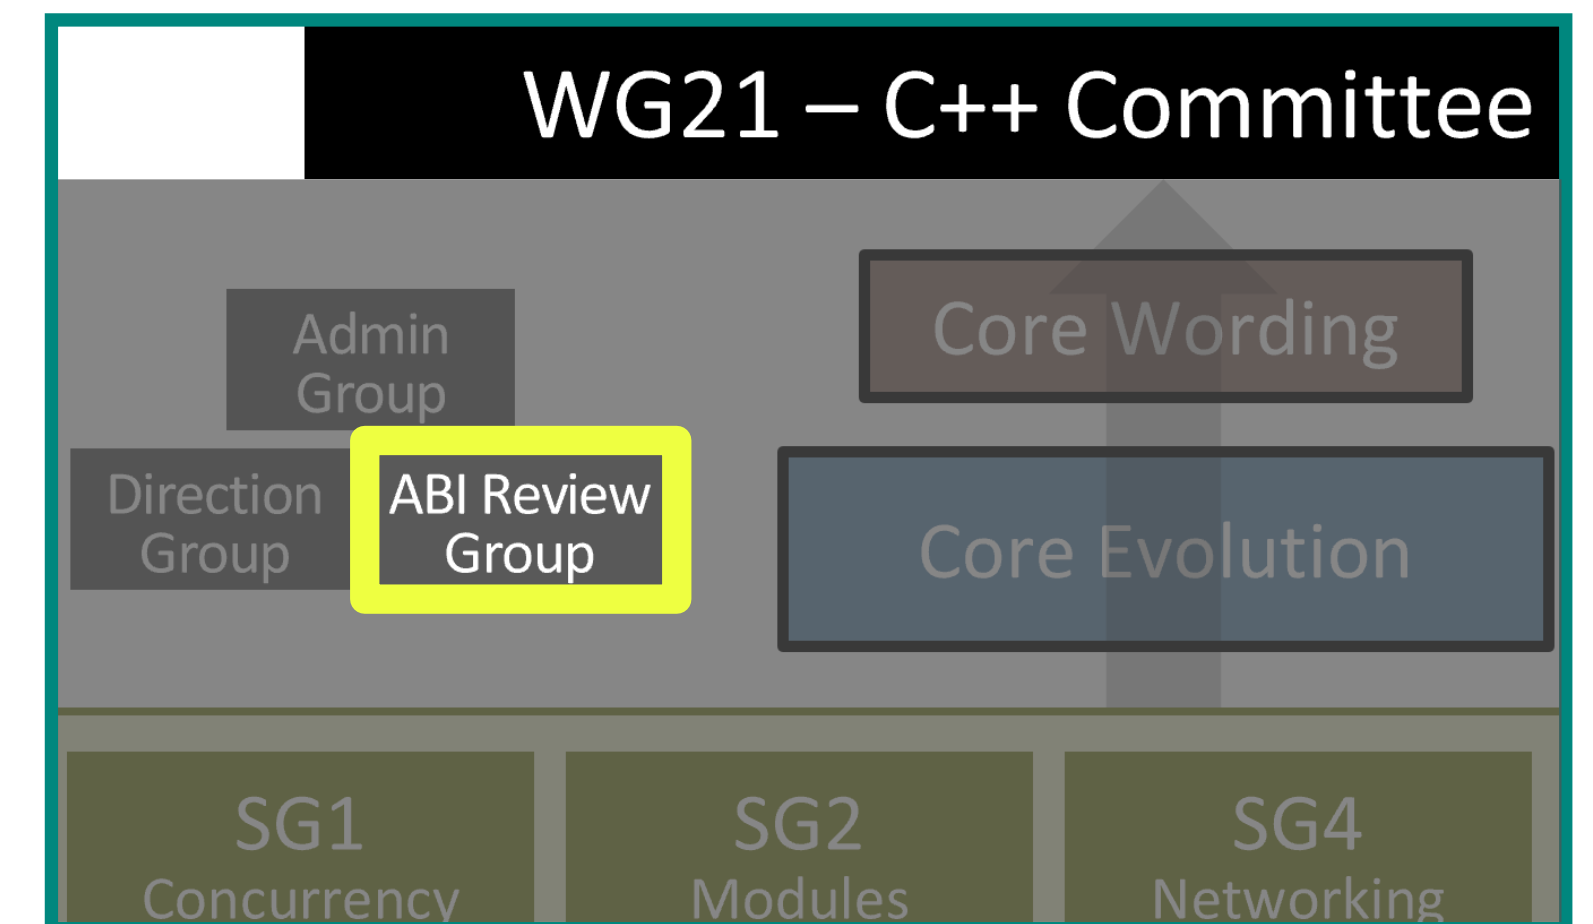 WG21 – C++ Committee
Admin
Group
Core Wording
Direction
Group
ABI Review
Group
Core Evolution
SG1
Concurrency
SG2
Modules
SG4
Networking